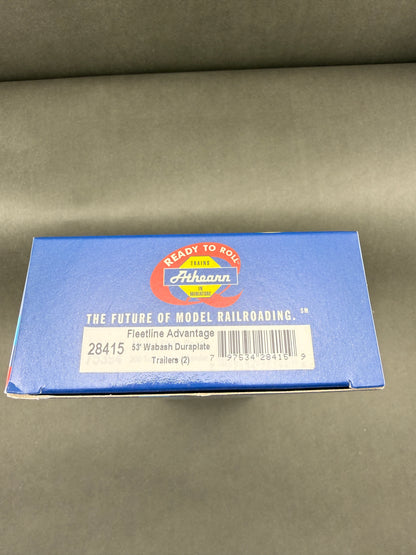 READY TO ROLL
TRAINS
Athearn
IN
MINIATURE
THE FUTURE OF MODEL RAILROADING. SM
Fleetline Advantage
28415 53' Wabash Duraplate
Trailers (2)
7 97534 28415 9